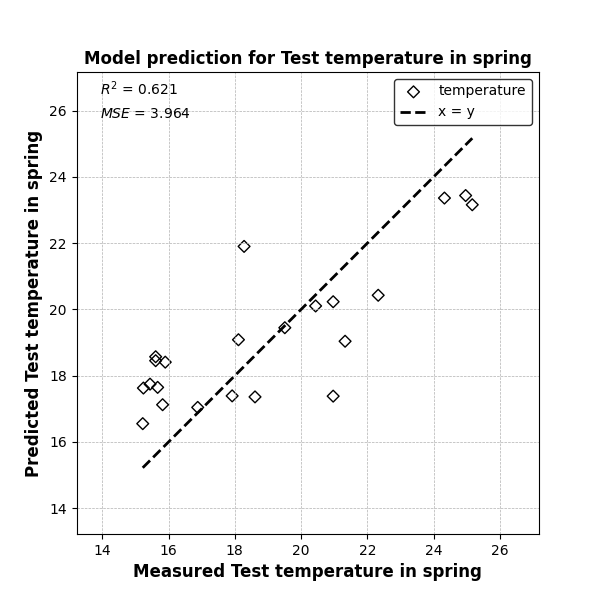 Model prediction for Test temperature in spring
R² = 0.621
MSE = 3.964
temperature
x = y
26
24
22
20
18
16
14
Predicted Test temperature in spring
14 16 18 20 22 24 26
Measured Test temperature in spring